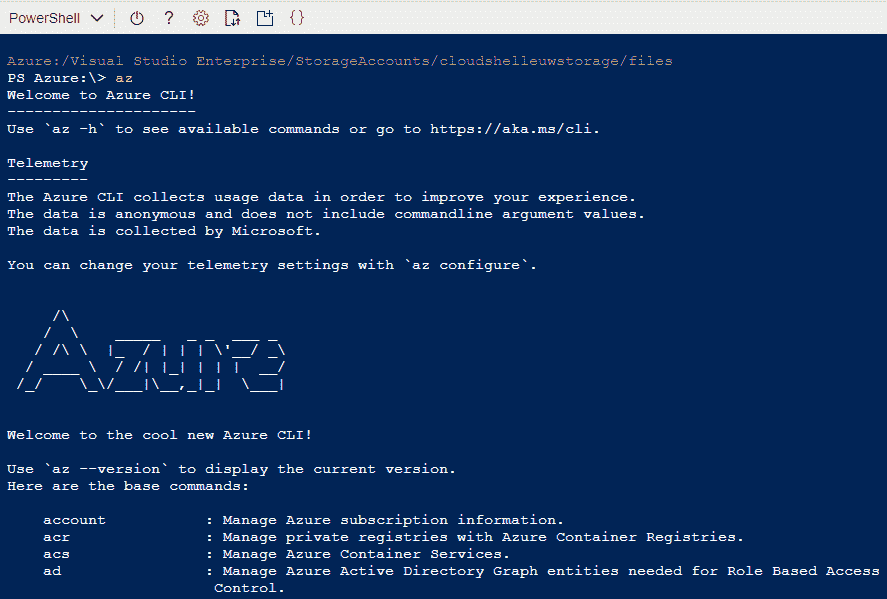 PowerShell
? { }
Azure:/Visual Studio Enterprise/StorageAccounts/cloudshelleuwstorage/files
PS Azure:\> az
Welcome to Azure CLI!
---------------------
Use `az -h` to see available commands or go to https://aka.ms/cli.
Telemetry
---------
The Azure CLI collects usage data in order to improve your experience.
The data is anonymous and does not include commandline argument values.
The data is collected by Microsoft.
You can change your telemetry settings with `az configure`.
     /\
    /  \    _____   _ _  ___ _
   / /\ \  |_  / | | | \'__/ _\
  / ____ \  / /| |_| | | |  __/
 /_/    \_\/___|\__,_|_|  \___|
Welcome to the cool new Azure CLI!
Use `az --version` to display the current version.
Here are the base commands:
    account           : Manage Azure subscription information.
    acr               : Manage private registries with Azure Container Registries.
    acs               : Manage Azure Container Services.
    ad                : Manage Azure Active Directory Graph entities needed for Role Based Access
                       Control.